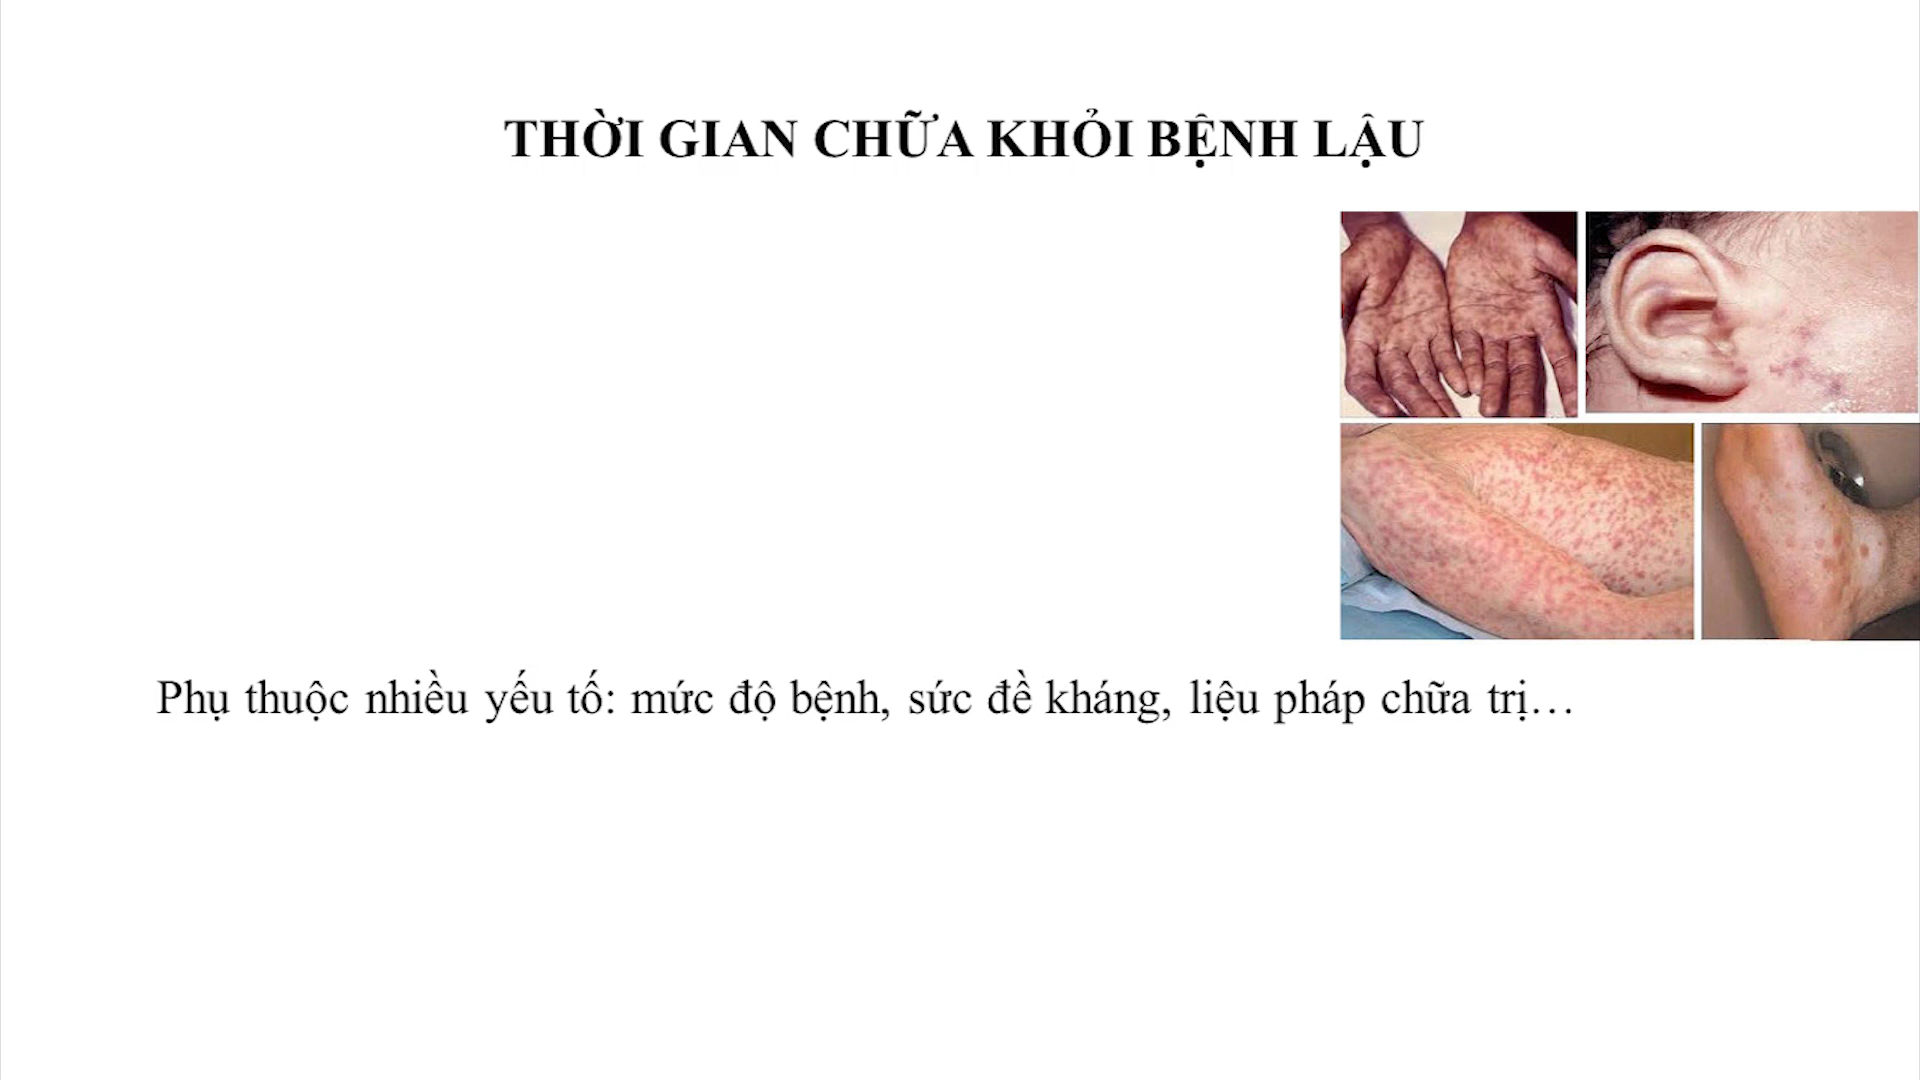 THỜI GIAN CHỮA KHỎI BỆNH LẬU
Phụ thuộc nhiều yếu tố: mức độ bệnh, sức đề kháng, liệu pháp chữa trị…